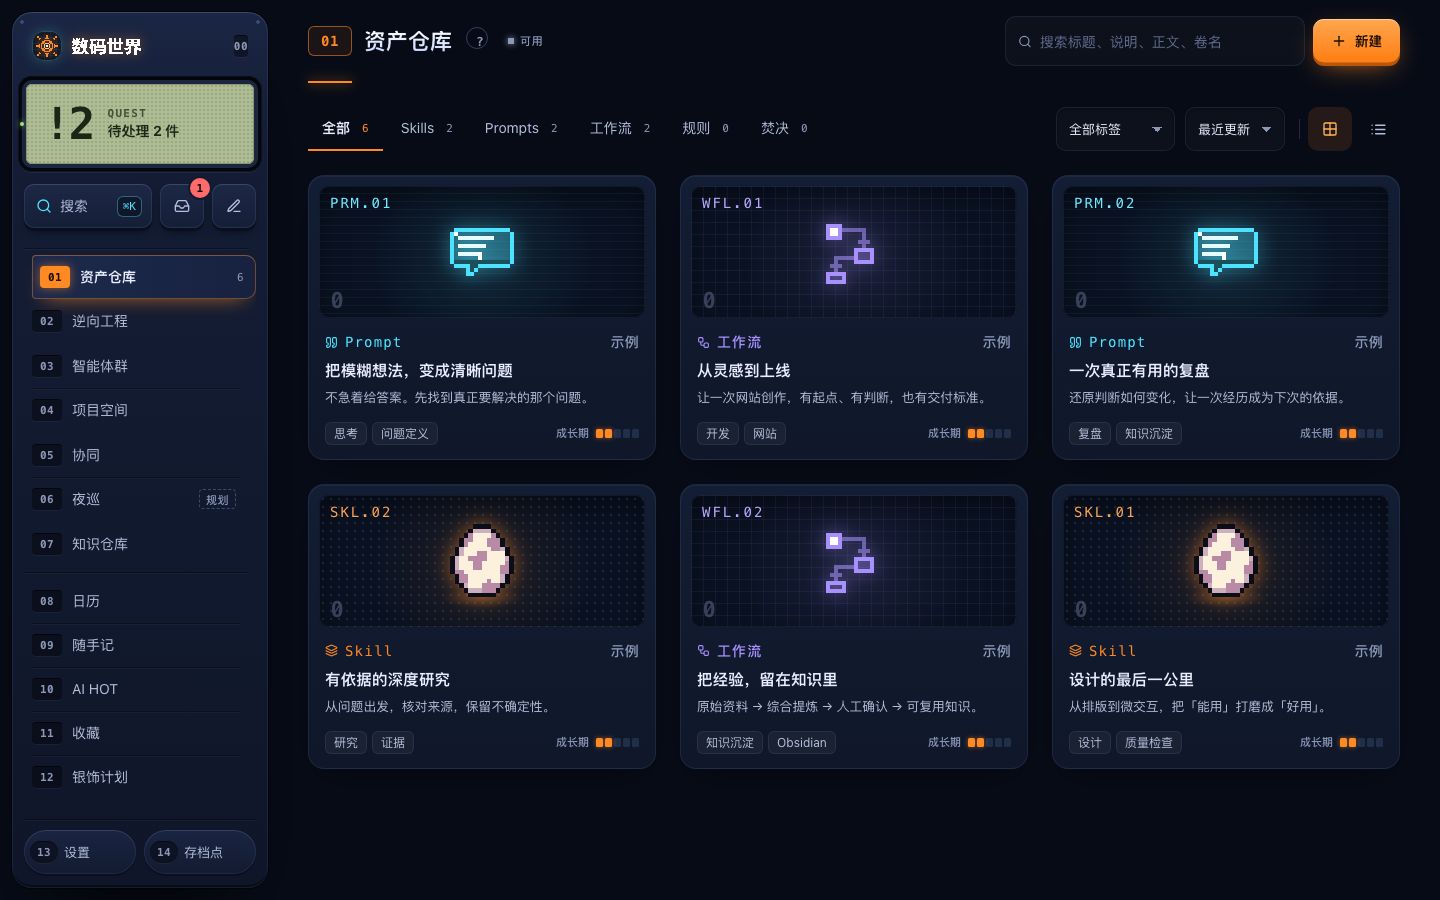 数码世界
00
!2
QUEST
待处理 2 件
搜索
⌘K
1
01 资产仓库 6
02 逆向工程
03 智能体群
04 项目空间
05 协同
06 夜巡 规划
07 知识仓库
08 日历
09 随手记
10 AI HOT
11 收藏
12 银饰计划
13 设置
14 存档点
01 资产仓库 ? 可用
搜索标题、说明、正文、卷名
+ 新建
全部 6 Skills 2 Prompts 2 工作流 2 规则 0 焚决 0
全部标签
最近更新
PRM.01
0
Prompt 示例
把模糊想法，变成清晰问题
不急着给答案。先找到真正要解决的那个问题。
思考 问题定义 成长期
WFL.01
0
工作流 示例
从灵感到上线
让一次网站创作，有起点、有判断，也有交付标准。
开发 网站 成长期
PRM.02
0
Prompt 示例
一次真正有用的复盘
还原判断如何变化，让一次经历成为下次的依据。
复盘 知识沉淀 成长期
SKL.02
0
Skill 示例
有依据的深度研究
从问题出发，核对来源，保留不确定性。
研究 证据 成长期
WFL.02
0
工作流 示例
把经验，留在知识里
原始资料 → 综合提炼 → 人工确认 → 可复用知识。
知识沉淀 Obsidian 成长期
SKL.01
0
Skill 示例
设计的最后一公里
从排版到微交互，把「能用」打磨成「好用」。
设计 质量检查 成长期